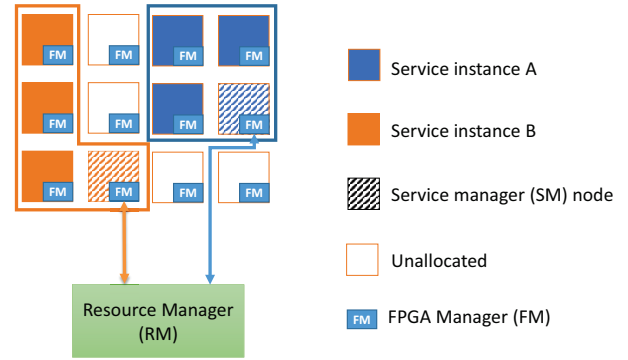 FM FM FM FM
FM FM FM FM
FM FM FM FM
Resource Manager
(RM)
Service instance A
Service instance B
Service manager (SM) node
Unallocated
FM FPGA Manager (FM)